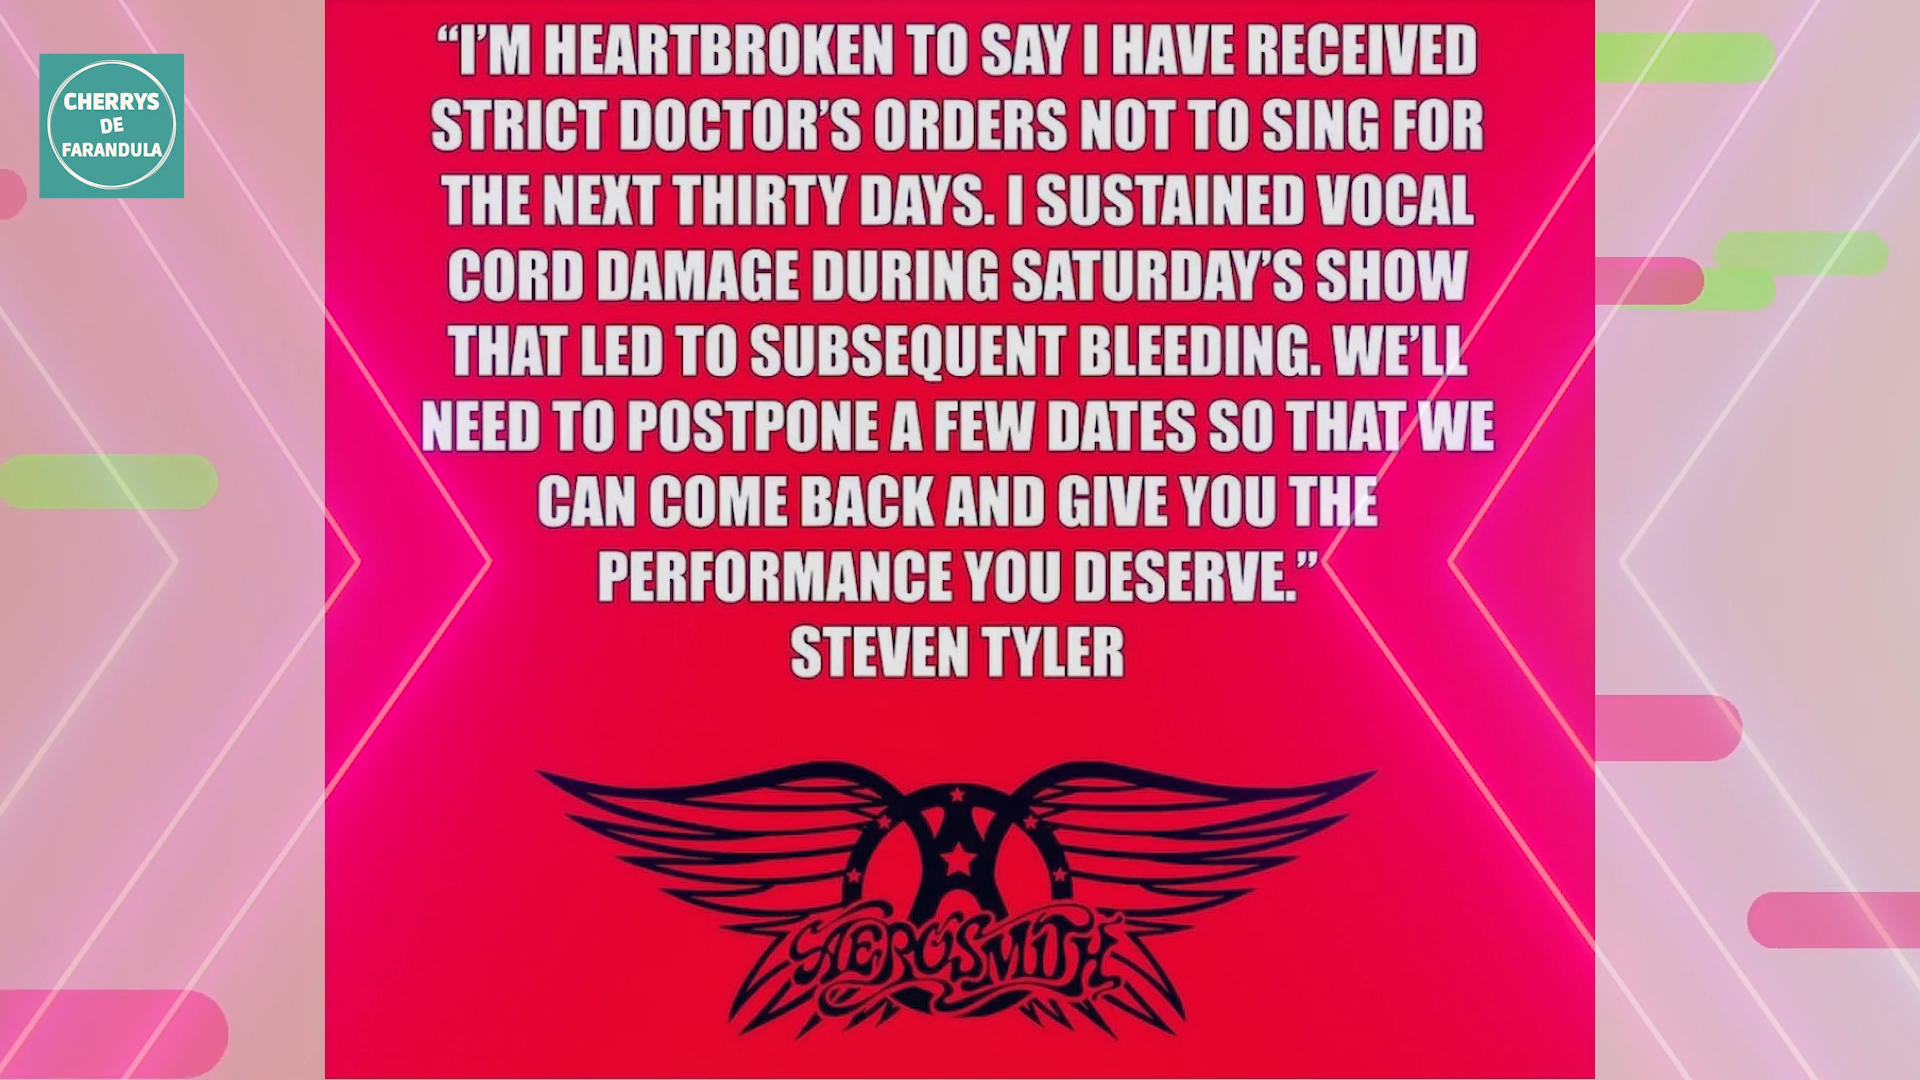 CHERRYS
DE
FARANDULA
“I’M HEARTBROKEN TO SAY I HAVE RECEIVED
STRICT DOCTOR’S ORDERS NOT TO SING FOR
THE NEXT THIRTY DAYS. I SUSTAINED VOCAL
CORD DAMAGE DURING SATURDAY’S SHOW
THAT LED TO SUBSEQUENT BLEEDING. WE’LL
NEED TO POSTPONE A FEW DATES SO THAT WE
CAN COME BACK AND GIVE YOU THE
PERFORMANCE YOU DESERVE.”
STEVEN TYLER
A
AEROSMITH